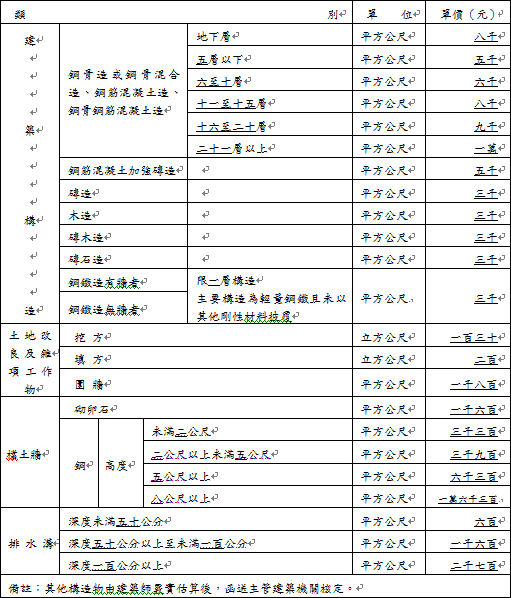 類 別 單 位 單價（元）
建 築 構 造
鋼骨造或鋼骨混合
造、鋼筋混凝土造、
鋼骨鋼筋混凝土造
地下層 平方公尺 八千
五層以下 平方公尺 五千
六至十層 平方公尺 六千
十一至十五層 平方公尺 八千
十六至二十層 平方公尺 九千
二十一層以上 平方公尺 一萬
鋼筋混凝土加強磚造 平方公尺 五千
磚造 平方公尺 三千
木造 平方公尺 三千
磚木造 平方公尺 三千
磚石造 平方公尺 三千
鋼鐵造有牆者
鋼鐵造無牆者
限一層構造
主要構造為輕量鋼鐵且未以
其他剛性材料披覆
平方公尺 三千
土地改
良及雜
項工作
物
挖 方 立方公尺 一百三十
填 方 立方公尺 二百
圍 牆 平方公尺 一千八百
檔土牆
砌卵石 平方公尺 一千六百
鋼 高度
未滿二公尺 平方公尺 三千三百
二公尺以上未滿五公尺 平方公尺 三千九百
五公尺以上 平方公尺 六千三百
八公尺以上 平方公尺 一萬六千三百
排水溝
深度未滿五十公分 平方公尺 六百
深度五十公分以上至未滿一百公分 平方公尺 一千六百
深度一百公分以上 平方公尺 二千七百
備註：其他構造物由建築師覈實估算後，函送主管建築機關核定。